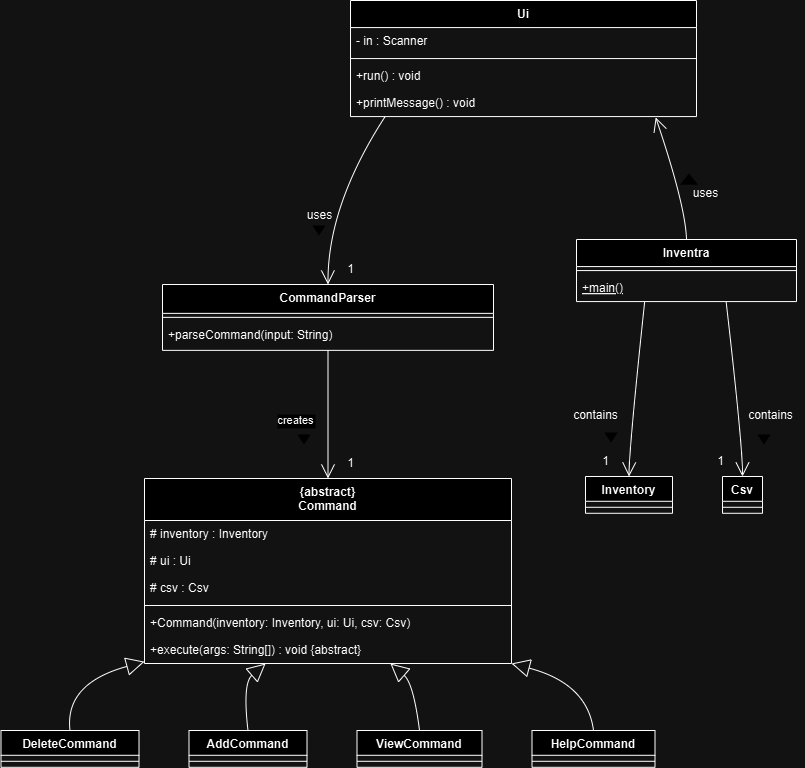 Ui
- in : Scanner
+run() : void
+printMessage() : void
uses
uses
1
Inventra
+main()
CommandParser
+parseCommand(input: String)
contains
contains
creates
1
1
1
{abstract}
Command
Inventory
Csv
# inventory : Inventory
# ui : Ui
# csv : Csv
+Command(inventory: Inventory, ui: Ui, csv: Csv)
+execute(args: String[]) : void {abstract}
DeleteCommand
AddCommand
ViewCommand
HelpCommand